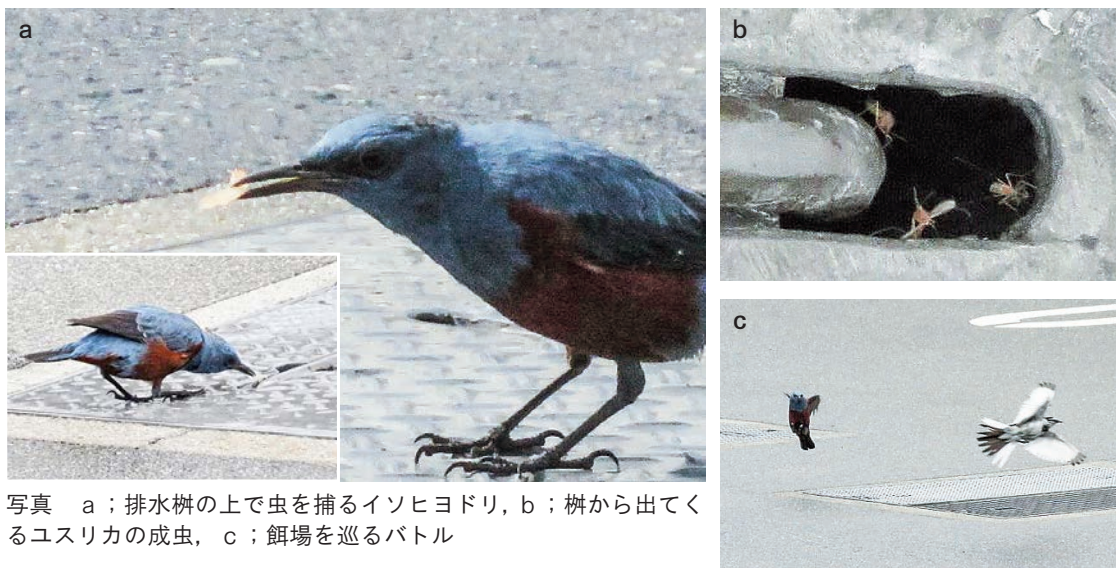 a
b
c
写真　a；排水桝の上で虫を捕るイソヒヨドリ，b；桝から出てく
るユスリカの成虫，c；餌場を巡るバトル